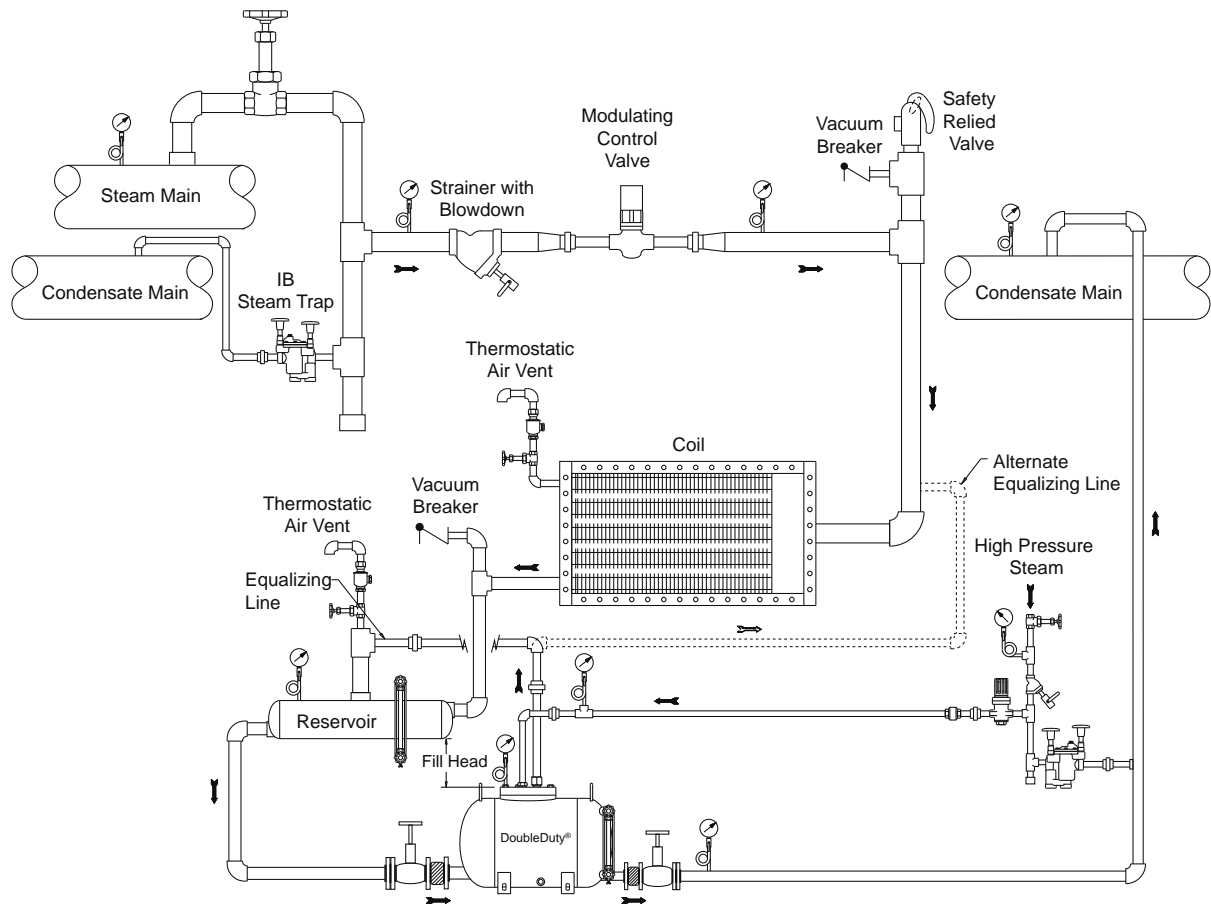 Safety
Relied
Valve
Modulating
Control
Valve
Vacuum
Breaker
Steam Main
Strainer with
Blowdown
Condensate Main
IB
Steam Trap
Condensate Main
Thermostatic
Air Vent
Coil
Alternate
Equalizing Line
Vacuum
Breaker
Thermostatic
Air Vent
High Pressure
Steam
Equalizing
Line
Reservoir
Fill Head
DoubleDuty®